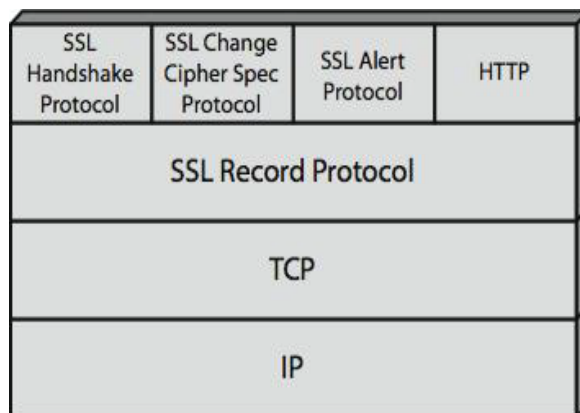 SSL
Handshake
Protocol
SSL Change
Cipher Spec
Protocol
SSL Alert
Protocol
HTTP
SSL Record Protocol
TCP
IP